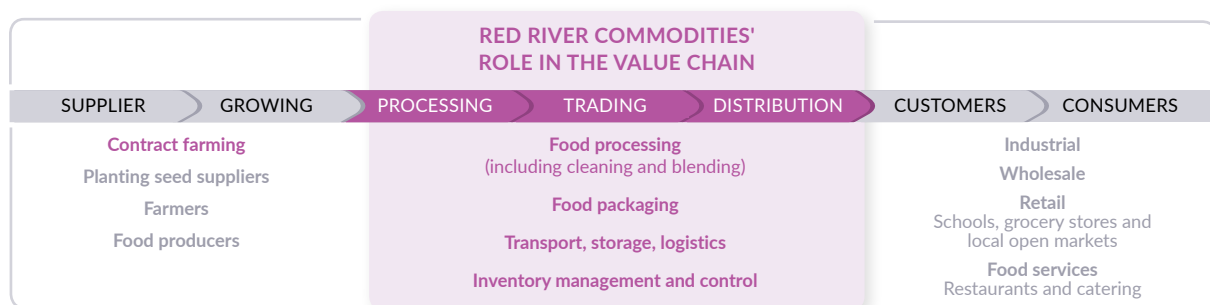 RED RIVER COMMODITIES'
ROLE IN THE VALUE CHAIN
SUPPLIER GROWING PROCESSING TRADING DISTRIBUTION CUSTOMERS CONSUMERS
Contract farming
Planting seed suppliers
Farmers
Food producers
Food processing
(including cleaning and blending)
Food packaging
Transport, storage, logistics
Inventory management and control
Industrial
Wholesale
Retail
Schools, grocery stores and
local open markets
Food services
Restaurants and catering